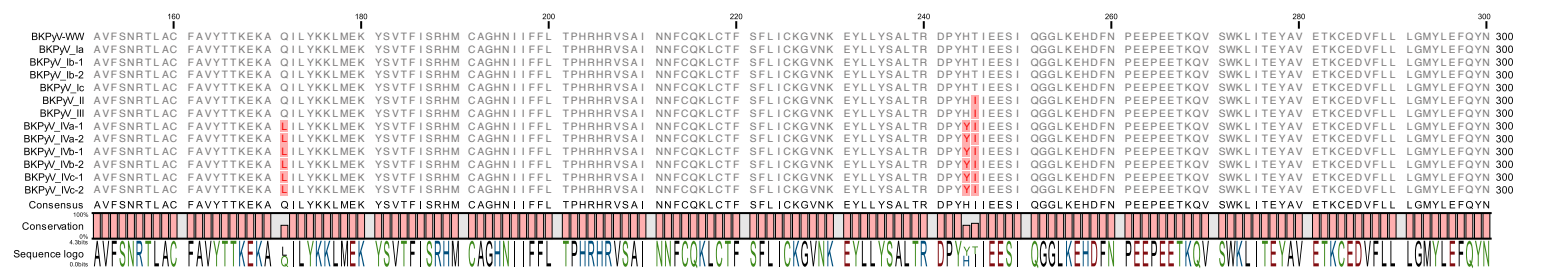 160 180 200 220 240 260 280 300
BKPyV-WW AVFSNRTLAC FAVYTTKEKA QILYKKLMEK YSVTFISRHM CAGHNIIFFL TPHRHRVSAI NNFCQKLCTF SFLICKGVNK EYLLYSALTR DPYHTIEESI QGGLKEHDFN PEEPEETKQV SWKLITEYAV ETKCEDVFLL LGMYLEFQYN 300
BKPyV_Ia AVFSNRTLAC FAVYTTKEKA QILYKKLMEK YSVTFISRHM CAGHNIIFFL TPHRHRVSAI NNFCQKLCTF SFLICKGVNK EYLLYSALTR DPYHTIEESI QGGLKEHDFN PEEPEETKQV SWKLITEYAV ETKCEDVFLL LGMYLEFQYN 300
BKPyV_Ib-1 AVFSNRTLAC FAVYTTKEKA QILYKKLMEK YSVTFISRHM CAGHNIIFFL TPHRHRVSAI NNFCQKLCTF SFLICKGVNK EYLLYSALTR DPYHTIEESI QGGLKEHDFN PEEPEETKQV SWKLITEYAV ETKCEDVFLL LGMYLEFQYN 300
BKPyV_Ib-2 AVFSNRTLAC FAVYTTKEKA QILYKKLMEK YSVTFISRHM CAGHNIIFFL TPHRHRVSAI NNFCQKLCTF SFLICKGVNK EYLLYSALTR DPYHTIEESI QGGLKEHDFN PEEPEETKQV SWKLITEYAV ETKCEDVFLL LGMYLEFQYN 300
BKPyV_Ic AVFSNRTLAC FAVYTTKEKA QILYKKLMEK YSVTFISRHM CAGHNIIFFL TPHRHRVSAI NNFCQKLCTF SFLICKGVNK EYLLYSALTR DPYHTIEESI QGGLKEHDFN PEEPEETKQV SWKLITEYAV ETKCEDVFLL LGMYLEFQYN 300
BKPyV_II AVFSNRTLAC FAVYTTKEKA QILYKKLMEK YSVTFISRHM CAGHNIIFFL TPHRHRVSAI NNFCQKLCTF SFLICKGVNK EYLLYSALTR DPYHIIEESI QGGLKEHDFN PEEPEETKQV SWKLITEYAV ETKCEDVFLL LGMYLEFQYN 300
BKPyV_III AVFSNRTLAC FAVYTTKEKA QILYKKLMEK YSVTFISRHM CAGHNIIFFL TPHRHRVSAI NNFCQKLCTF SFLICKGVNK EYLLYSALTR DPYHIIEESI QGGLKEHDFN PEEPEETKQV SWKLITEYAV ETKCEDVFLL LGMYLEFQYN 300
BKPyV_IVa-1 AVFSNRTLAC FAVYTTKEKA LILYKKLMEK YSVTFISRHM CAGHNIIFFL TPHRHRVSAI NNFCQKLCTF SFLICKGVNK EYLLYSALTR DPYYIIEESI QGGLKEHDFN PEEPEETKQV SWKLITEYAV ETKCEDVFLL LGMYLEFQYN 300
BKPyV_IVa-2 AVFSNRTLAC FAVYTTKEKA LILYKKLMEK YSVTFISRHM CAGHNIIFFL TPHRHRVSAI NNFCQKLCTF SFLICKGVNK EYLLYSALTR DPYYIIEESI QGGLKEHDFN PEEPEETKQV SWKLITEYAV ETKCEDVFLL LGMYLEFQYN 300
BKPyV_IVb-1 AVFSNRTLAC FAVYTTKEKA LILYKKLMEK YSVTFISRHM CAGHNIIFFL TPHRHRVSAI NNFCQKLCTF SFLICKGVNK EYLLYSALTR DPYYIIEESI QGGLKEHDFN PEEPEETKQV SWKLITEYAV ETKCEDVFLL LGMYLEFQYN 300
BKPyV_IVb-2 AVFSNRTLAC FAVYTTKEKA LILYKKLMEK YSVTFISRHM CAGHNIIFFL TPHRHRVSAI NNFCQKLCTF SFLICKGVNK EYLLYSALTR DPYYIIEESI QGGLKEHDFN PEEPEETKQV SWKLITEYAV ETKCEDVFLL LGMYLEFQYN 300
BKPyV_IVc-1 AVFSNRTLAC FAVYTTKEKA LILYKKLMEK YSVTFISRHM CAGHNIIFFL TPHRHRVSAI NNFCQKLCTF SFLICKGVNK EYLLYSALTR DPYYIIEESI QGGLKEHDFN PEEPEETKQV SWKLITEYAV ETKCEDVFLL LGMYLEFQYN 300
BKPyV_IVc-2 AVFSNRTLAC FAVYTTKEKA LILYKKLMEK YSVTFISRHM CAGHNIIFFL TPHRHRVSAI NNFCQKLCTF SFLICKGVNK EYLLYSALTR DPYYIIEESI QGGLKEHDFN PEEPEETKQV SWKLITEYAV ETKCEDVFLL LGMYLEFQYN 300
Consensus AVFSNRTLAC FAVYTTKEKA QILYKKLMEK YSVTFISRHM CAGHNIIFFL TPHRHRVSAI NNFCQKLCTF SFLICKGVNK EYLLYSALTR DPYHIIEESI QGGLKEHDFN PEEPEETKQV SWKLITEYAV ETKCEDVFLL LGMYLEFQYN
100%
Conservation
0%
4.3bits
Sequence logo
0.0bits